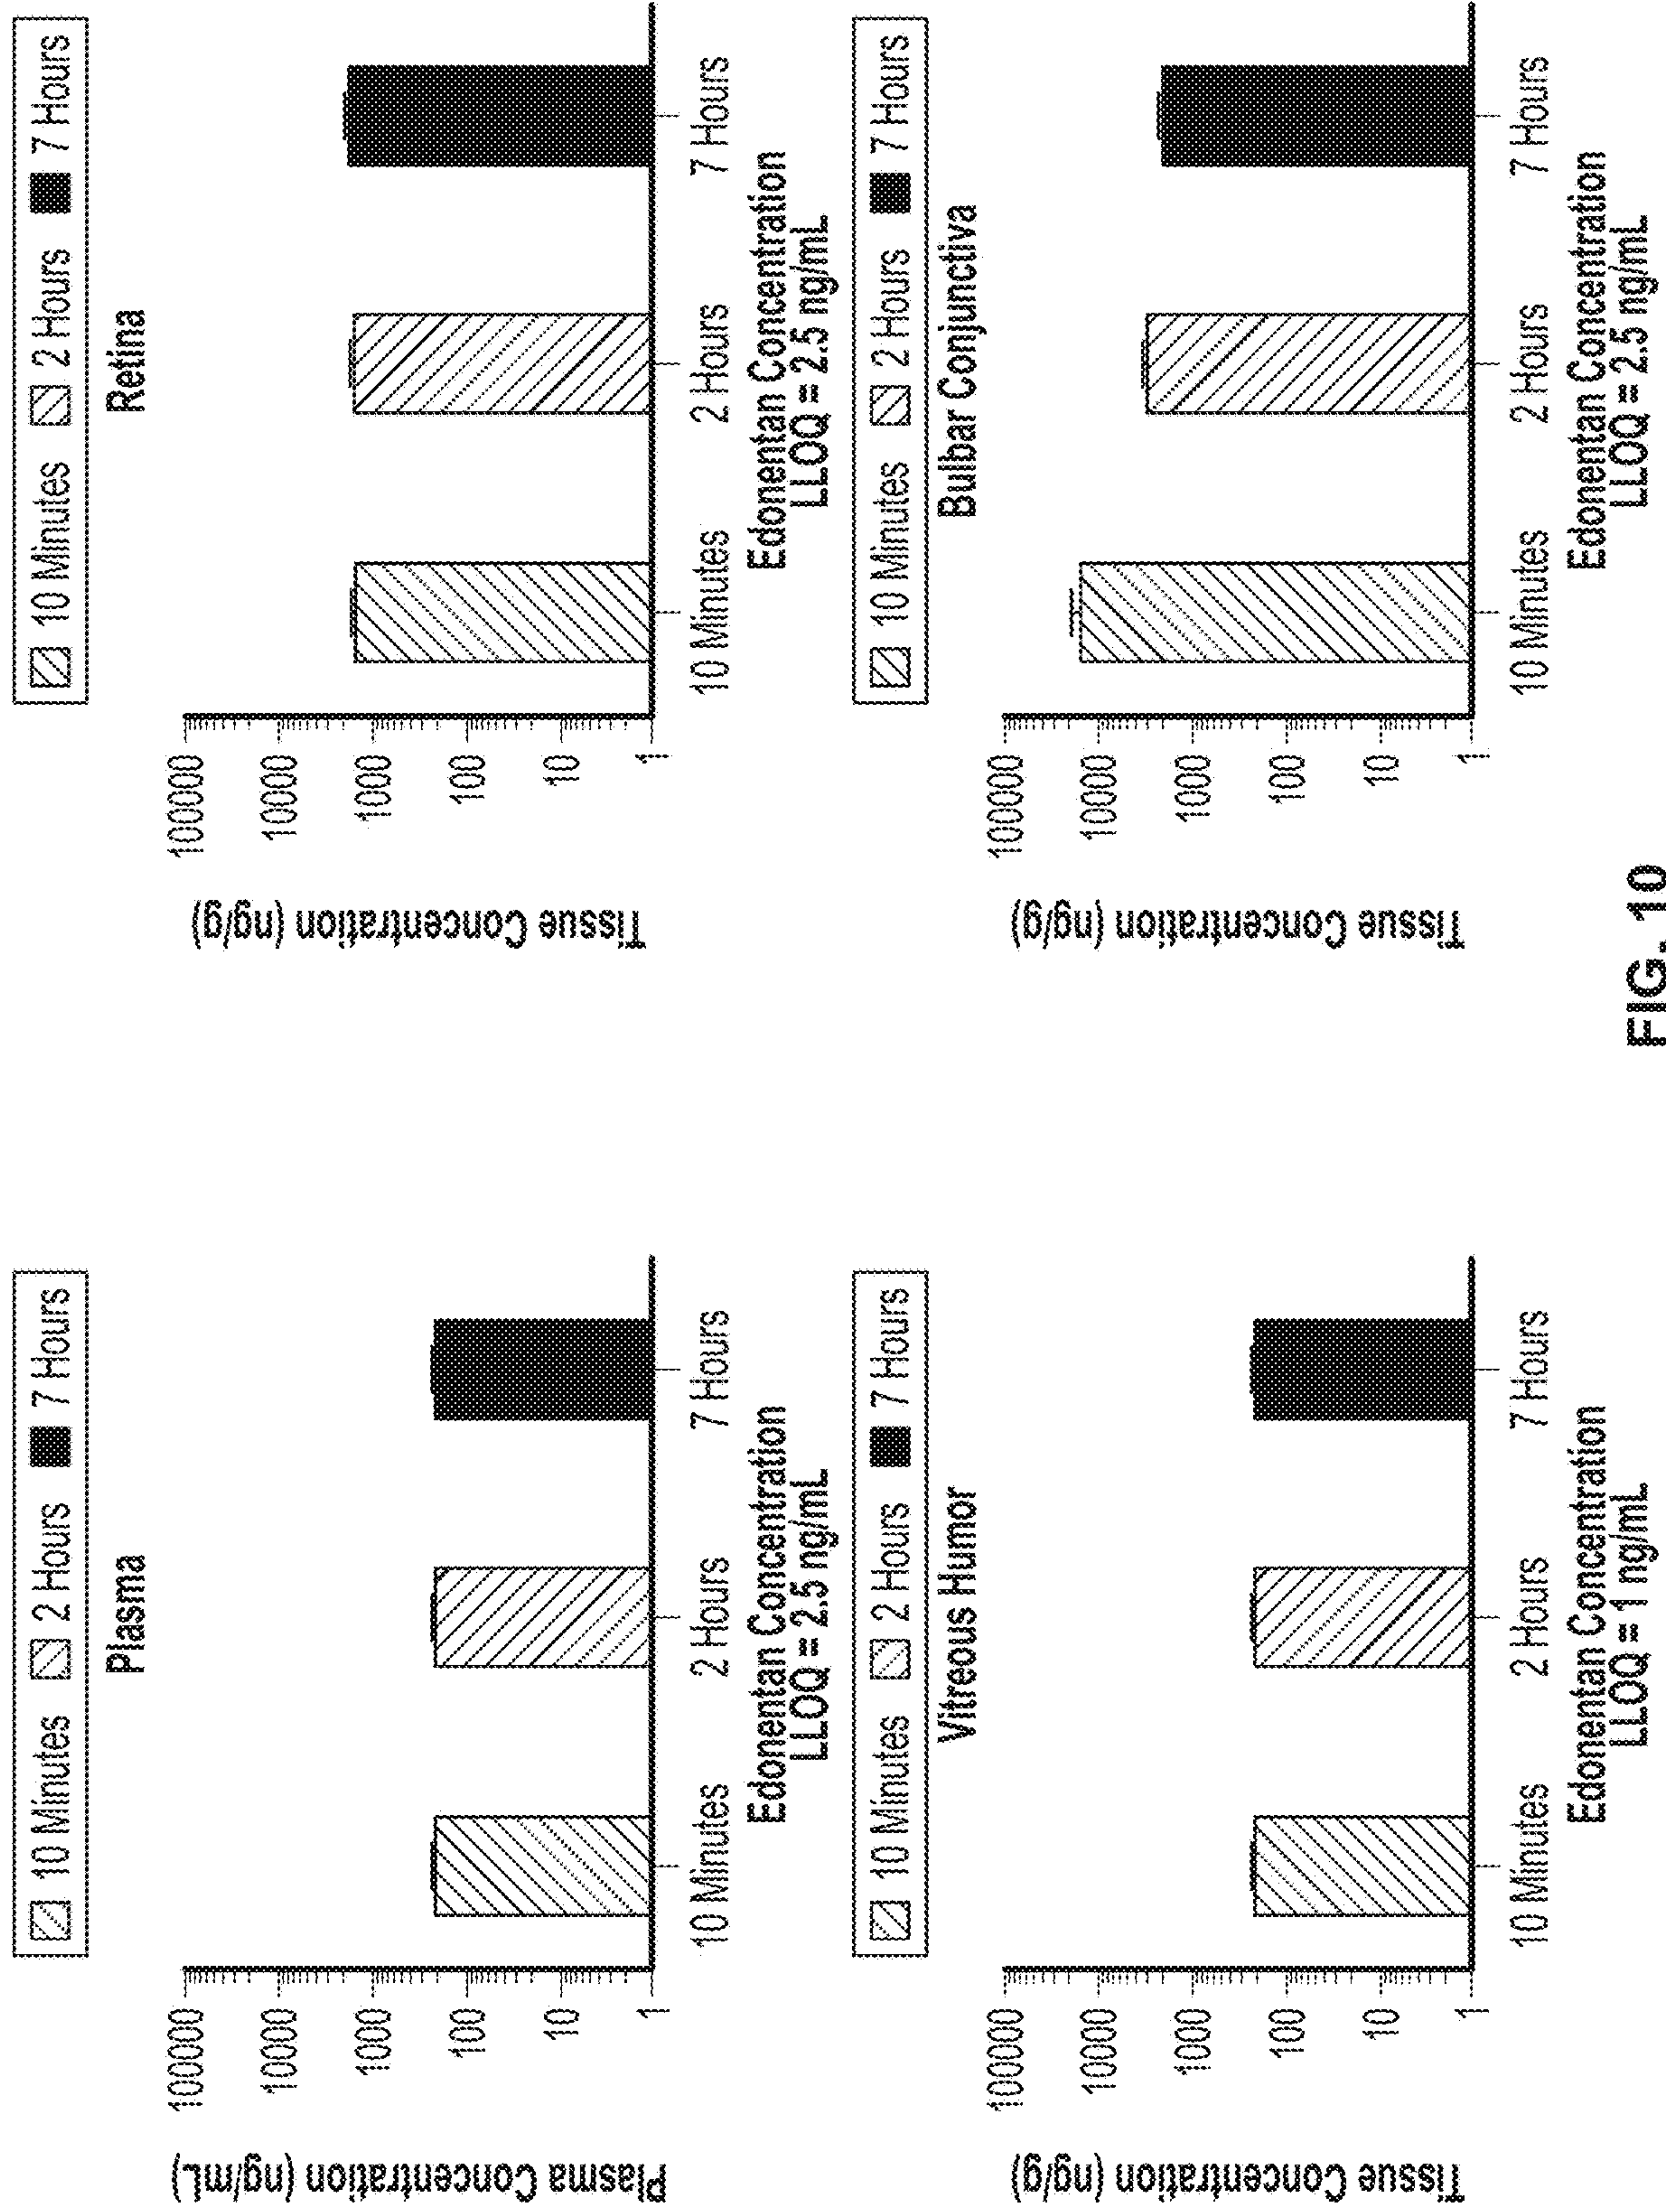 10 Minutes 2 Hours 7 Hours
Plasma
Plasma Concentration (ng/mL)
100000
10000
1000
100
10
1
10 Minutes 2 Hours 7 Hours
Edonentan Concentration
LLOQ = 2.5 ng/mL
10 Minutes 2 Hours 7 Hours
Retina
Tissue Concentration (ng/g)
100000
10000
1000
100
10
1
10 Minutes 2 Hours 7 Hours
Edonentan Concentration
LLOQ = 2.5 ng/mL
10 Minutes 2 Hours 7 Hours
Vitreous Humor
Tissue Concentration (ng/g)
100000
10000
1000
100
10
1
10 Minutes 2 Hours 7 Hours
Edonentan Concentration
LLOQ = 1 ng/mL
10 Minutes 2 Hours 7 Hours
Bulbar Conjunctiva
Tissue Concentration (ng/g)
100000
10000
1000
100
10
1
10 Minutes 2 Hours 7 Hours
Edonentan Concentration
LLOQ = 2.5 ng/mL
FIG. 10